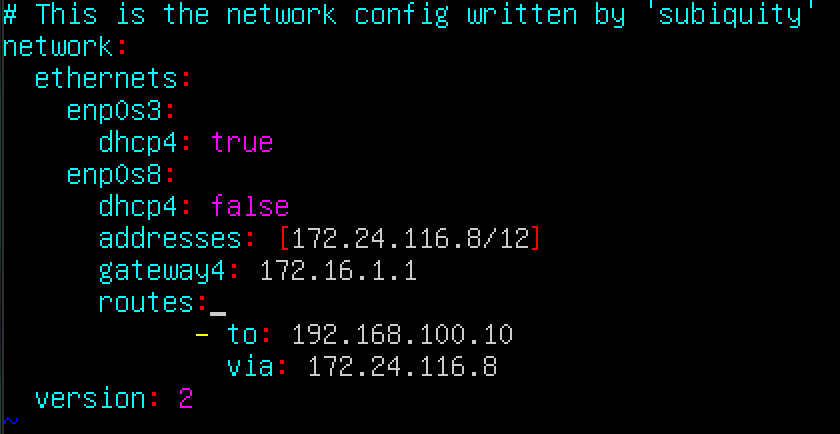 # This is the network config written by 'subiquity'
network:
  ethernets:
    enp0s3:
      dhcp4: true
    enp0s8:
      dhcp4: false
      addresses: [172.24.116.8/12]
      gateway4: 172.16.1.1
      routes:_
            - to: 192.168.100.10
              via: 172.24.116.8
  version: 2
~